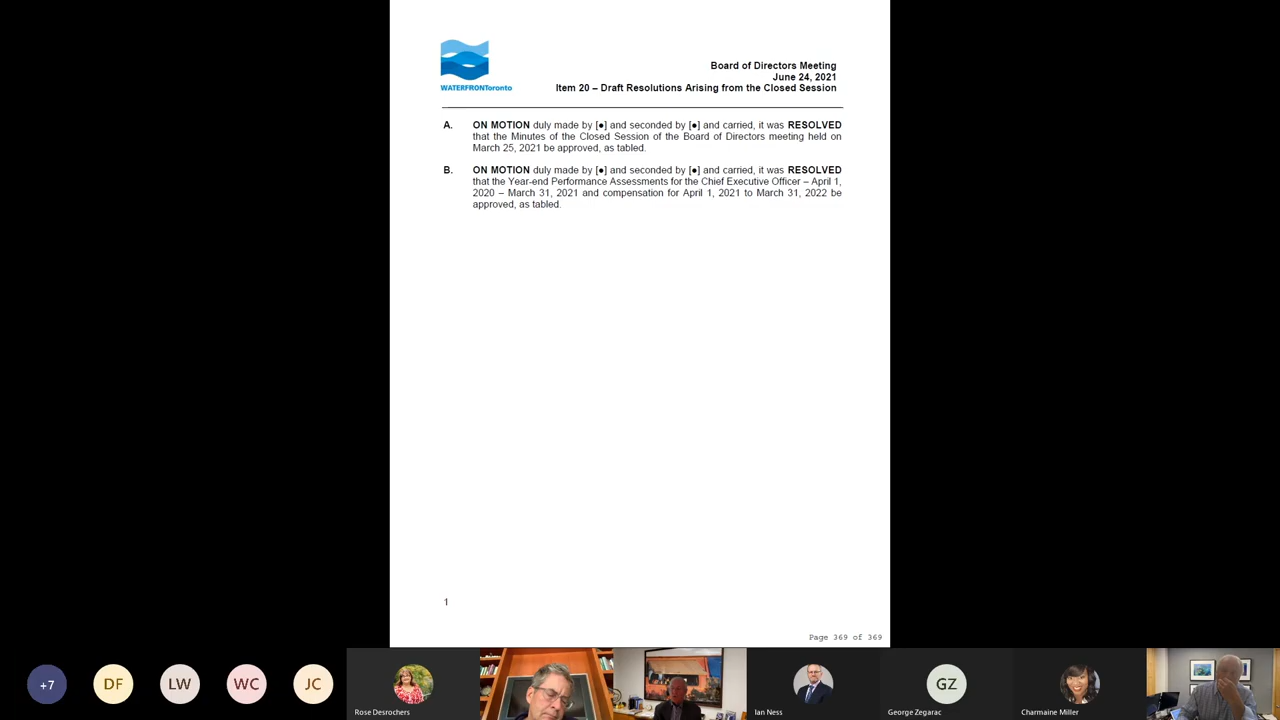 Board of Directors Meeting
June 24, 2021
WATERFRONToronto
Item 20 – Draft Resolutions Arising from the Closed Session
A. ON MOTION duly made by [●] and seconded by [●] and carried, it was RESOLVED
that the Minutes of the Closed Session of the Board of Directors meeting held on
March 25, 2021 be approved, as tabled.
B. ON MOTION duly made by [●] and seconded by [●] and carried, it was RESOLVED
that the Year-end Performance Assessments for the Chief Executive Officer – April 1,
2020 – March 31, 2021 and compensation for April 1, 2021 to March 31, 2022 be
approved, as tabled.
1
Page 369 of 369
+7
DF
LW
WC
JC
GZ
Rose Desrochers
Ian Ness
George Zegarac
Charmaine Miller